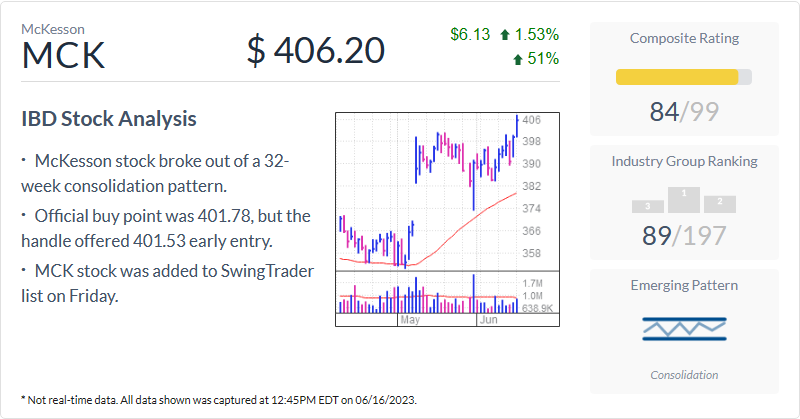 McKesson
MCK
$ 406.20
$6.13 1.53%
51%
IBD Stock Analysis
· McKesson stock broke out of a 32-
week consolidation pattern.
· Official buy point was 401.78, but the
handle offered 401.53 early entry.
· MCK stock was added to SwingTrader
list on Friday.
406
398
390
382
374
366
358
1.7M
1.0M
638.9K
May Jun
Composite Rating
84/99
Industry Group Ranking
3 1 2
89/197
Emerging Pattern
Consolidation
* Not real-time data. All data shown was captured at 12:45PM EDT on 06/16/2023.